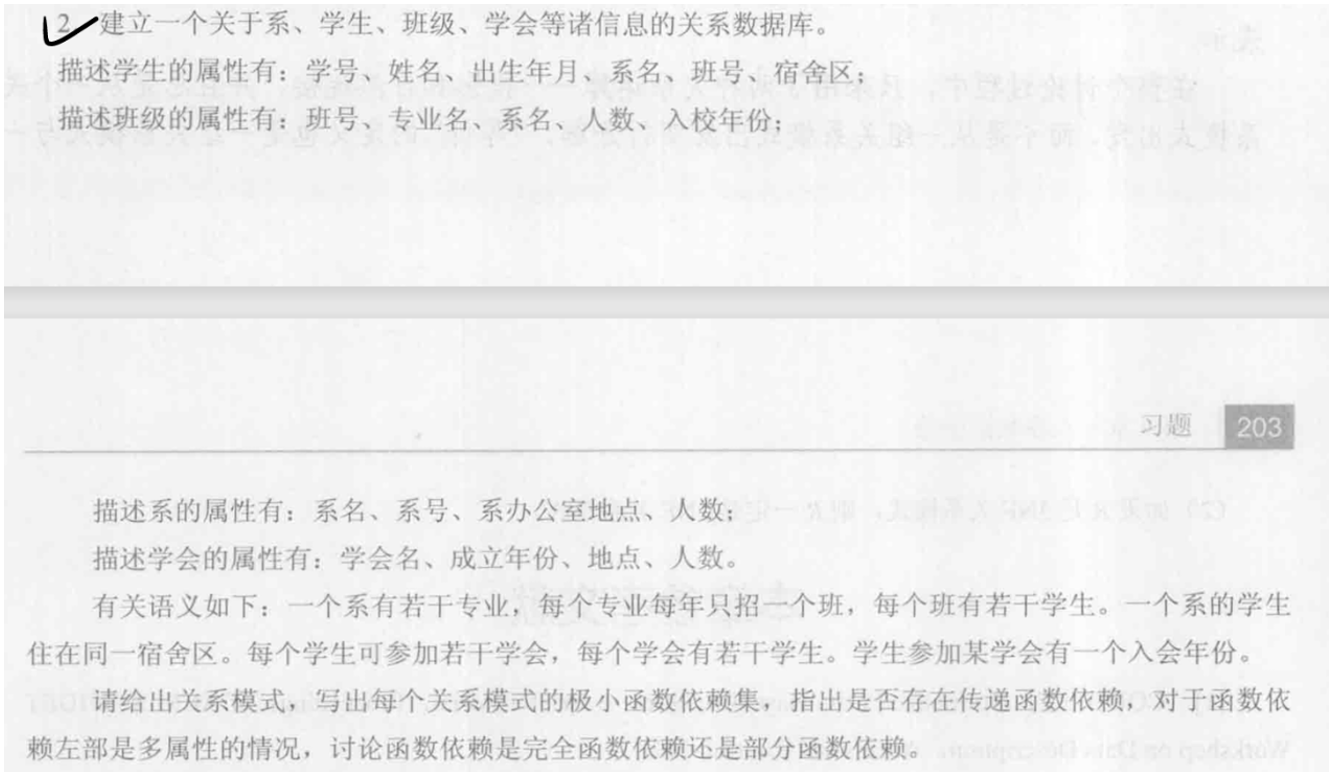 2 建立一个关于系、学生、班级、学会等诸信息的关系数据库。
描述学生的属性有：学号、姓名、出生年月、系名、班号、宿舍区；
描述班级的属性有：班号、专业名、系名、人数、入校年份；
习题 203
描述系的属性有：系名、系号、系办公室地点、人数；
描述学会的属性有：学会名、成立年份、地点、人数。
有关语义如下：一个系有若干专业，每个专业每年只招一个班，每个班有若干学生。一个系的学生
住在同一宿舍区。每个学生可参加若干学会，每个学会有若干学生。学生参加某学会有一个入会年份。
请给出关系模式，写出每个关系模式的极小函数依赖集，指出是否存在传递函数依赖，对于函数依
赖左部是多属性的情况，讨论函数依赖是完全函数依赖还是部分函数依赖。